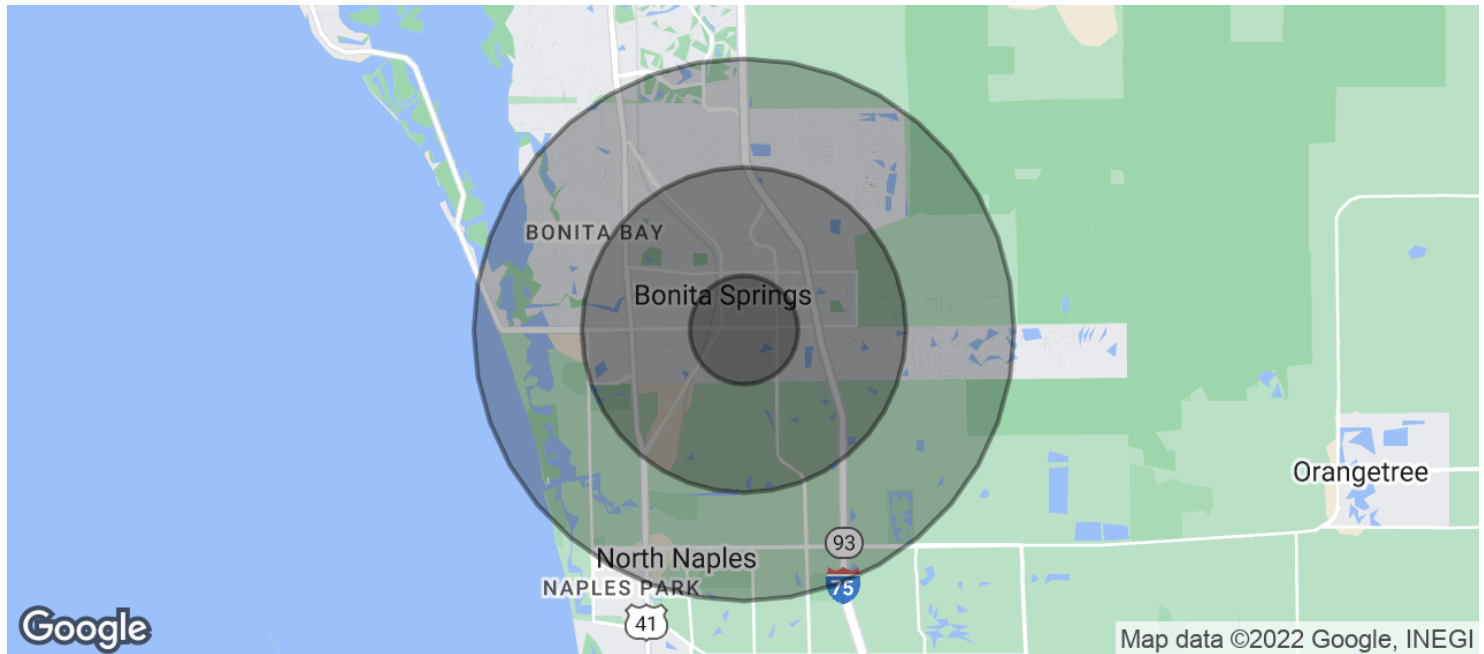 BONITA BAY
Bonita Springs
Orangetree
93
North Naples
NAPLES PARK
75
41
Google
Map data ©2022 Google, INEGI